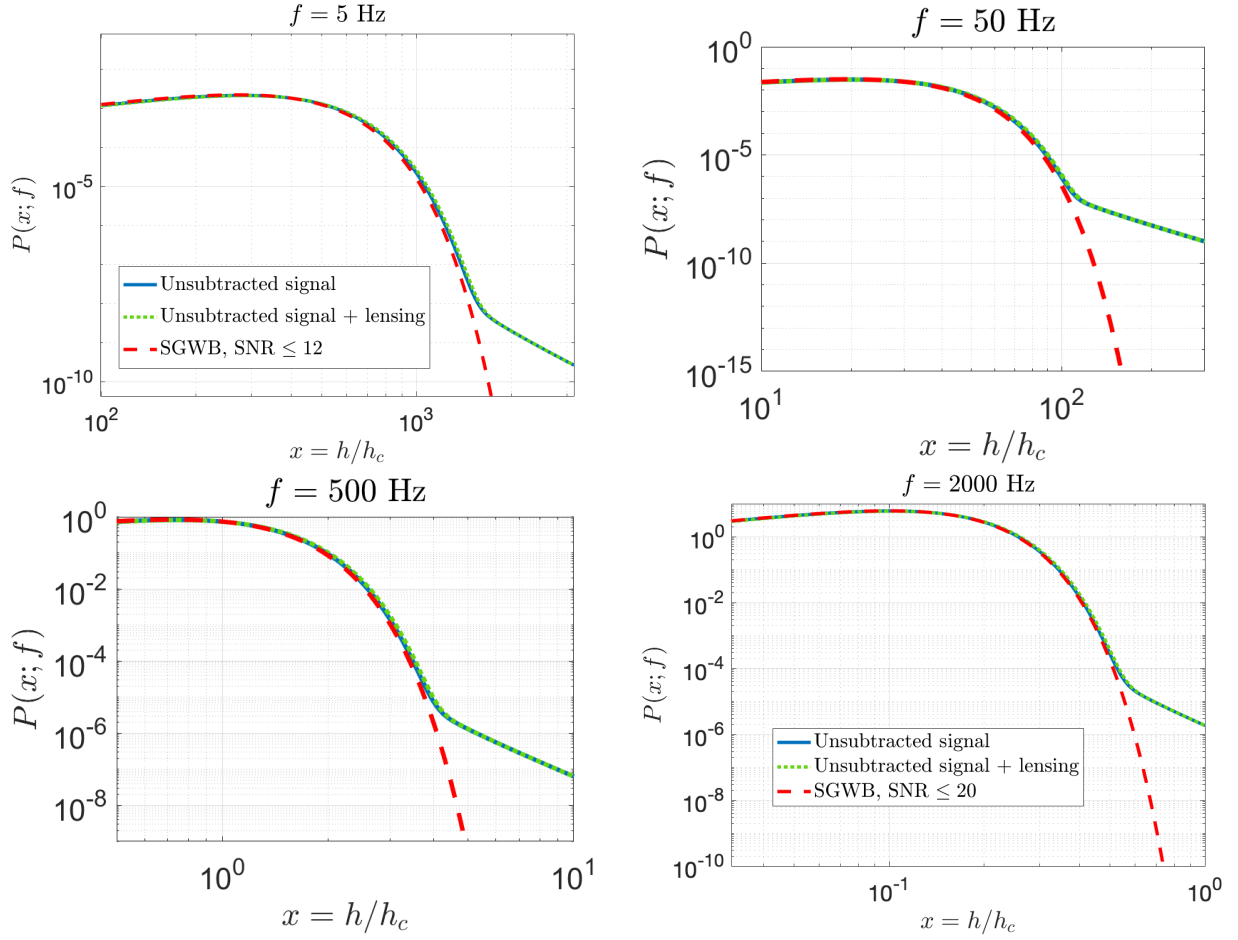 f = 5 Hz
P(x; f)
10^-5
10^-10
Unsubtracted signal
Unsubtracted signal + lensing
SGWB, SNR ≤ 12
10^2
10^3
x = h/h_c
f = 50 Hz
P(x; f)
10^0
10^-5
10^-10
10^-15
10^1
10^2
x = h/h_c
f = 500 Hz
P(x; f)
10^0
10^-2
10^-4
10^-6
10^-8
10^0
10^1
x = h/h_c
f = 2000 Hz
P(x; f)
10^0
10^-2
10^-4
10^-6
10^-8
10^-10
Unsubtracted signal
Unsubtracted signal + lensing
SGWB, SNR ≤ 20
10^-1
10^0
x = h/h_c